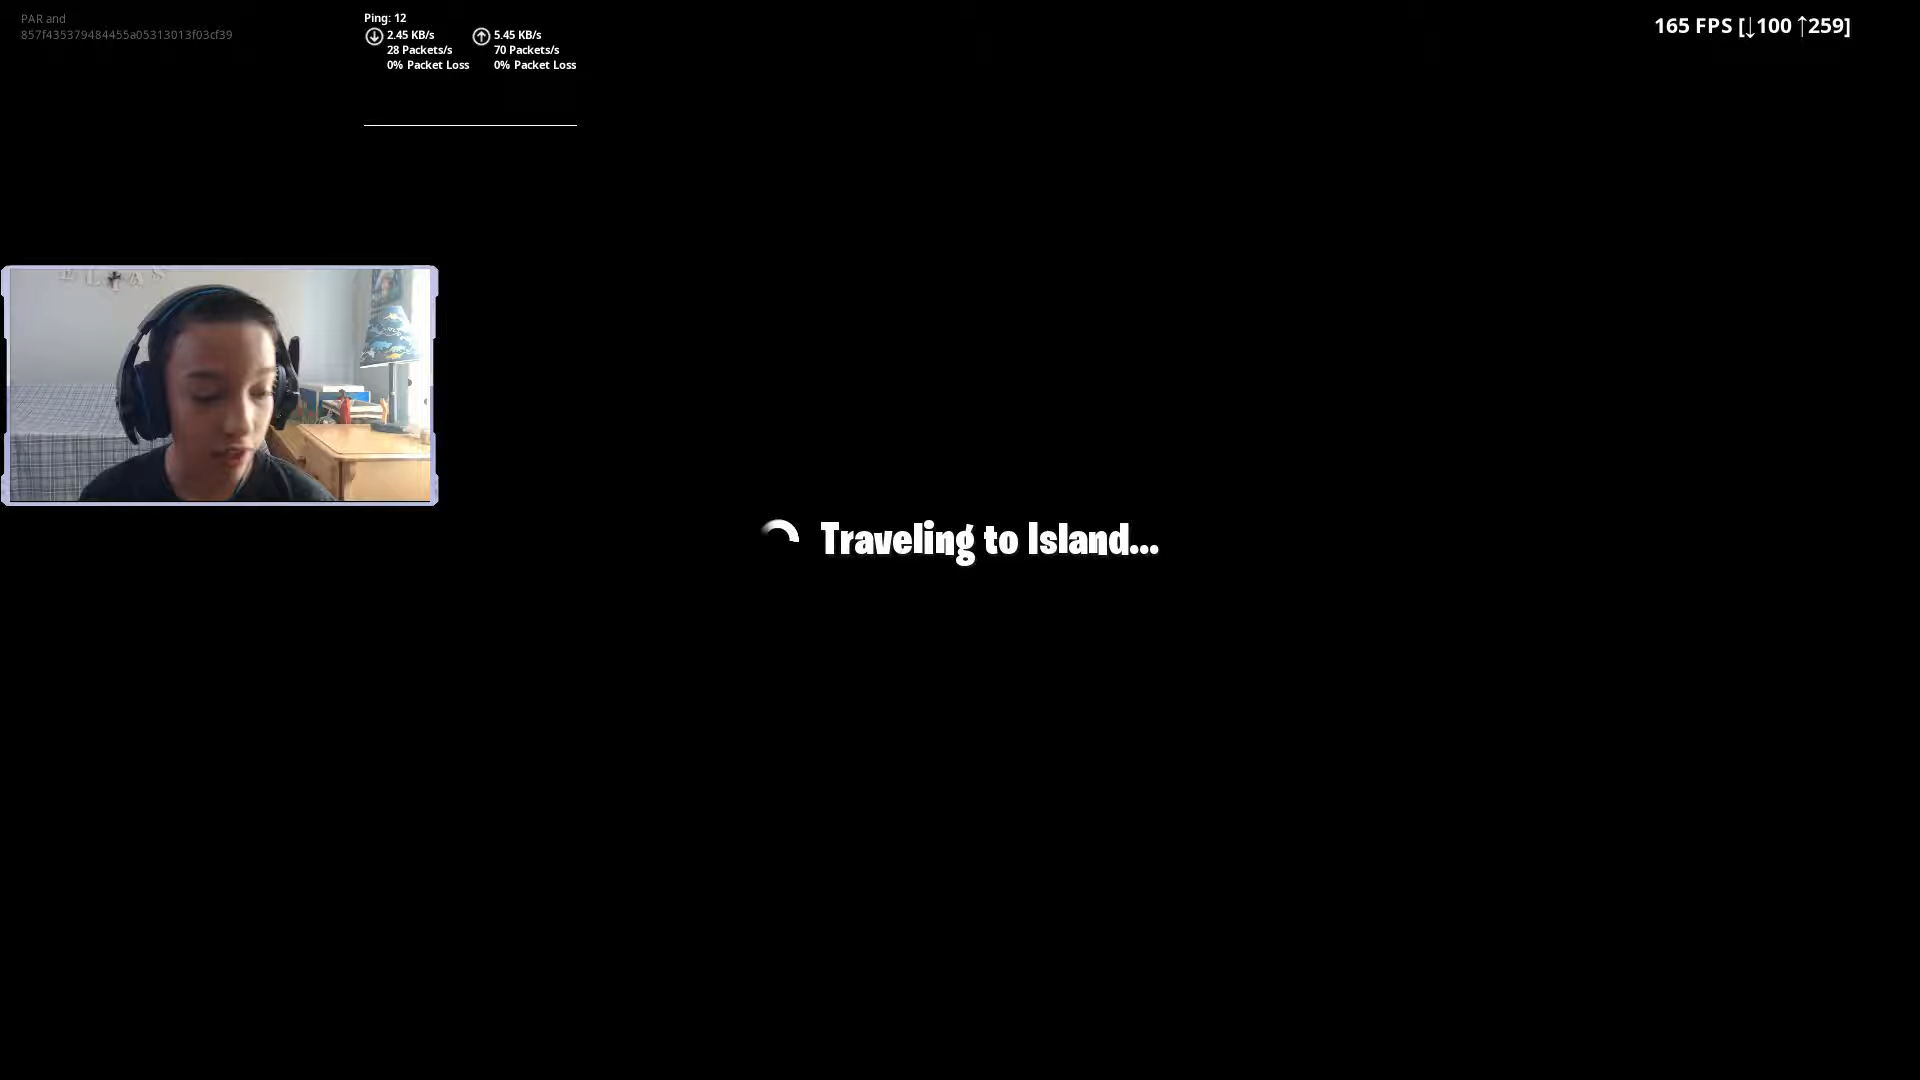 PAR and
857f435379484455a05313013f03cf39
Ping: 12
2.45 KB/s
28 Packets/s
0% Packet Loss
5.45 KB/s
70 Packets/s
0% Packet Loss
165 FPS [↓100 ↑259]
Traveling to Island...